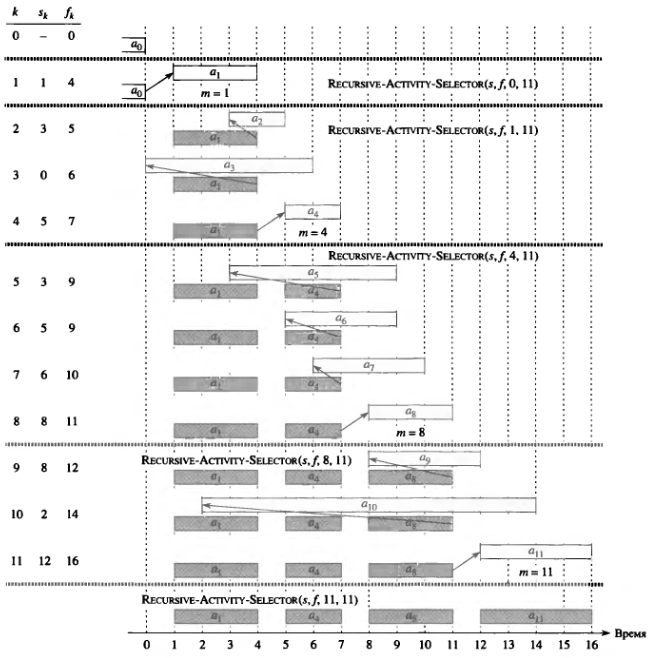 k s_k f_k
0 – 0
a_0
1 1 4 a_0 a_1
m = 1 RECURSIVE-ACTIVITY-SELECTOR(s, f, 0, 11)
2 3 5 a_2
a_1 RECURSIVE-ACTIVITY-SELECTOR(s, f, 1, 11)
3 0 6 a_3
a_1
4 5 7 a_4
a_1 m = 4
RECURSIVE-ACTIVITY-SELECTOR(s, f, 4, 11)
5 3 9 a_5
a_1 a_4
6 5 9 a_6
a_1 a_4
7 6 10 a_7
a_1 a_4
8 8 11 a_8
a_1 a_4 m = 8
RECURSIVE-ACTIVITY-SELECTOR(s, f, 8, 11)
9 8 12 a_9
a_1 a_4 a_8
10 2 14 a_10
a_1 a_4 a_8
11 12 16 a_11
a_1 a_4 a_8 m = 11
RECURSIVE-ACTIVITY-SELECTOR(s, f, 11, 11)
a_1 a_4 a_8 a_11
0 1 2 3 4 5 6 7 8 9 10 11 12 13 14 15 16 Время